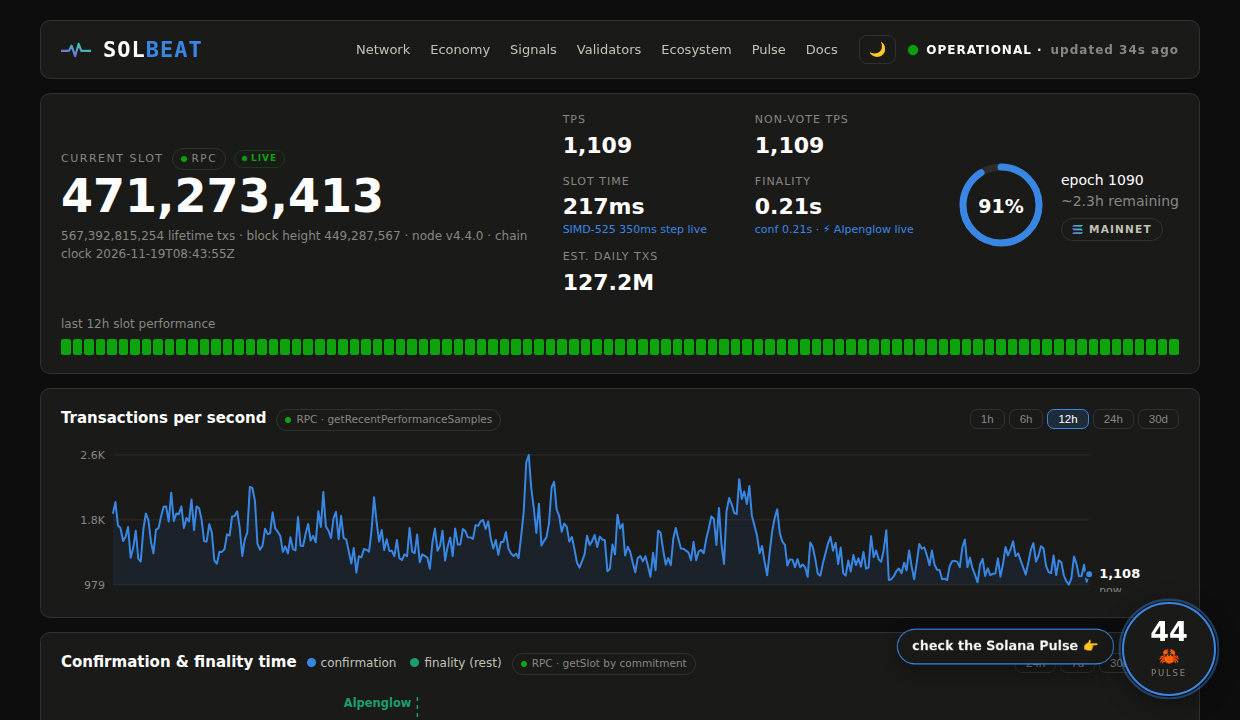 SOLBEAT
Network Economy Signals Validators Ecosystem Pulse Docs
OPERATIONAL · updated 34s ago
CURRENT SLOT RPC LIVE
471,273,413
567,392,815,254 lifetime txs · block height 449,287,567 · node v4.4.0 · chain
clock 2026-11-19T08:43:55Z
TPS
1,109
NON-VOTE TPS
1,109
SLOT TIME
217ms
SIMD-525 350ms step live
FINALITY
0.21s
conf 0.21s · ⚡ Alpenglow live
EST. DAILY TXS
127.2M
91%
epoch 1090
~2.3h remaining
MAINNET
last 12h slot performance
Transactions per second RPC · getRecentPerformanceSamples
1h 6h 12h 24h 30d
2.6K
1.8K
979
1,108
now
Confirmation & finality time confirmation finality (rest) RPC · getSlot by commitment
24h 7d 30d
Alpenglow
check the Solana Pulse 👉
44
🦀
PULSE